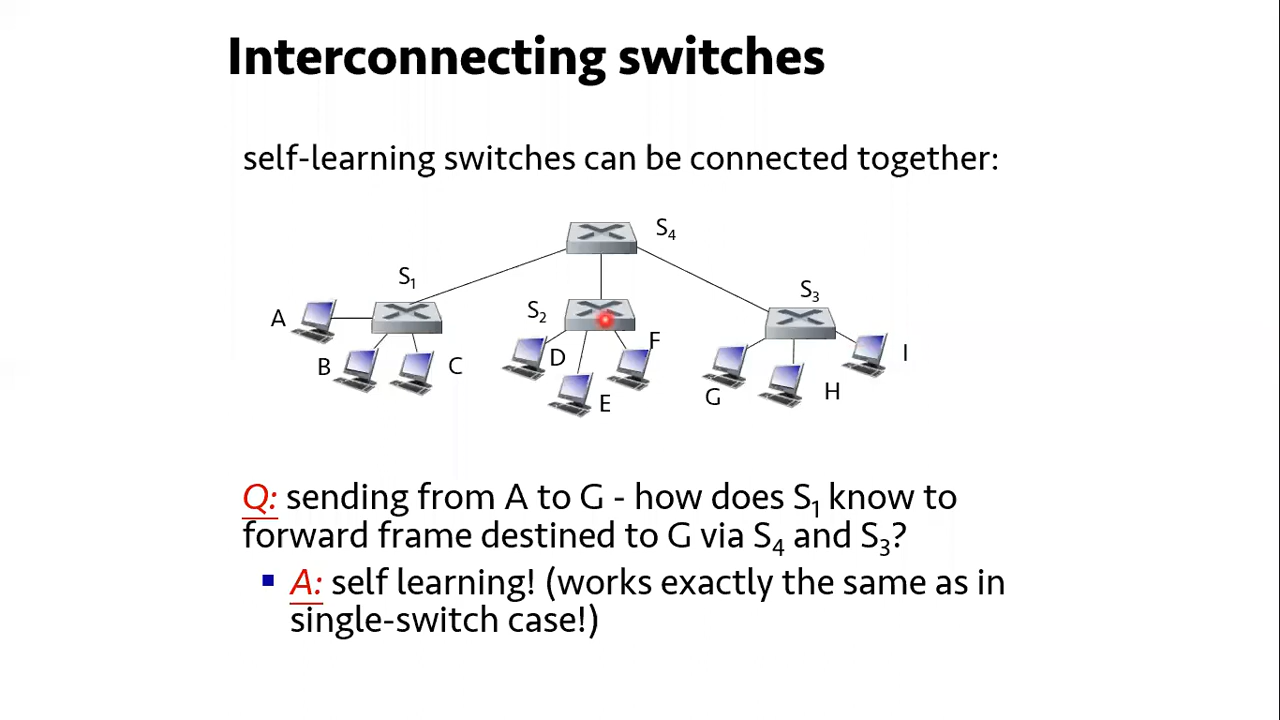 Interconnecting switches
self-learning switches can be connected together:
S₄
S₁
S₃
S₂
A
F
I
D
B
C
H
G
E
Q: sending from A to G - how does S₁ know to
forward frame destined to G via S₄ and S₃?
▪ A: self learning! (works exactly the same as in
single-switch case!)